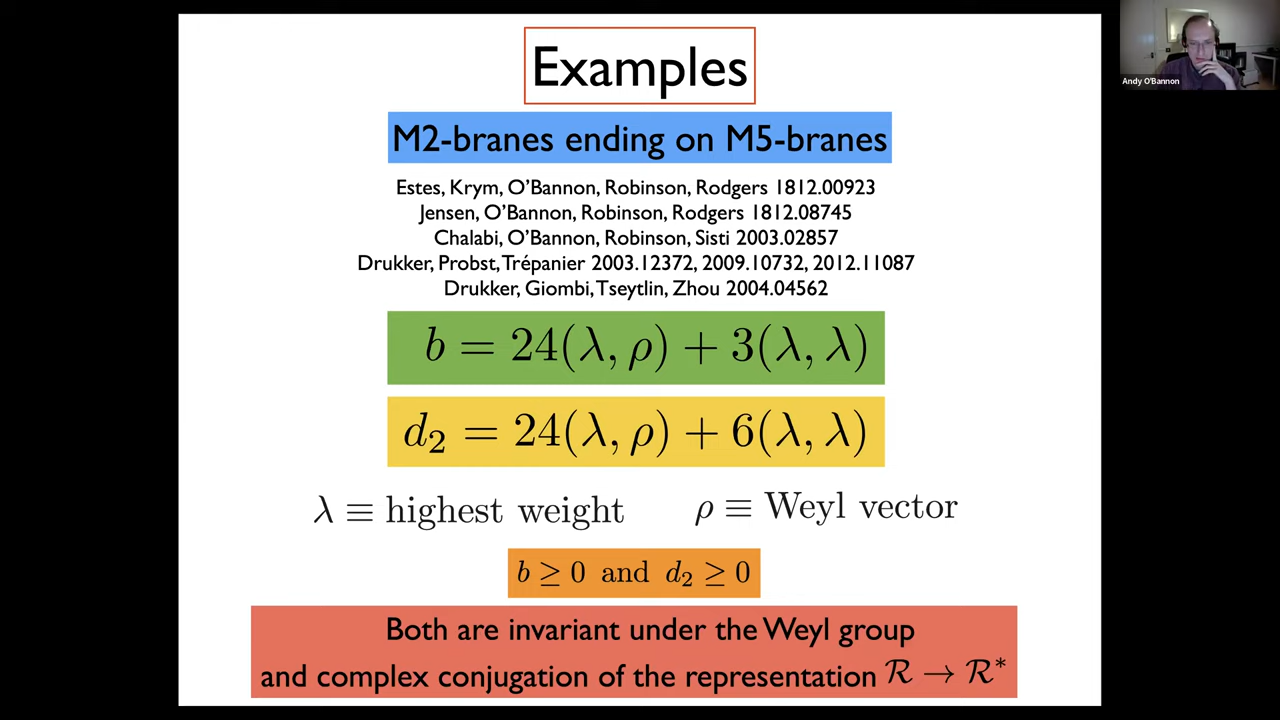 Examples
M2-branes ending on M5-branes
Estes, Krym, O'Bannon, Robinson, Rodgers 1812.00923
Jensen, O'Bannon, Robinson, Rodgers 1812.08745
Chalabi, O'Bannon, Robinson, Sisti 2003.02857
Drukker, Probst, Trépanier 2003.12372, 2009.10732, 2012.11087
Drukker, Giombi, Tseytlin, Zhou 2004.04562
b = 24(λ, ρ) + 3(λ, λ)
d₂ = 24(λ, ρ) + 6(λ, λ)
λ ≡ highest weight ρ ≡ Weyl vector
b ≥ 0 and d₂ ≥ 0
Both are invariant under the Weyl group
and complex conjugation of the representation ℛ → ℛ*
Andy O'Bannon